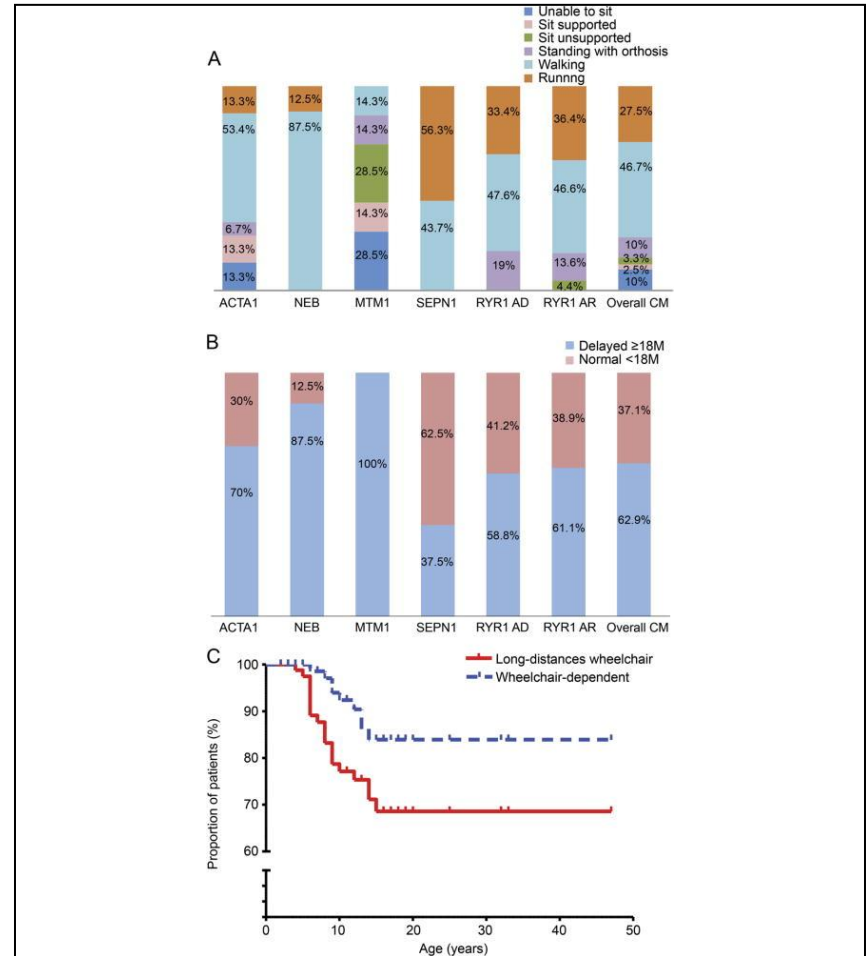 Unable to sit
Sit supported
Sit unsupported
Standing with orthosis
Walking
Runnng
A
13.3% 12.5% 14.3% 56.3% 33.4% 36.4% 27.5%
53.4% 87.5% 14.3% 43.7% 47.6% 46.6% 46.7%
6.7% 28.5% 19% 13.6% 10%
13.3% 14.3% 4.4% 3.3%
13.3% 28.5% 2.5%
10%
ACTA1 NEB MTM1 SEPN1 RYR1 AD RYR1 AR Overall CM
B
Delayed ≥18M
Normal <18M
30% 12.5% 100% 62.5% 41.2% 38.9% 37.1%
70% 87.5% 37.5% 58.8% 61.1% 62.9%
ACTA1 NEB MTM1 SEPN1 RYR1 AD RYR1 AR Overall CM
C
Long-distances wheelchair
Wheelchair-dependent
Proportion of patients (%)
100
90
80
70
60
0 10 20 30 40 50
Age (years)